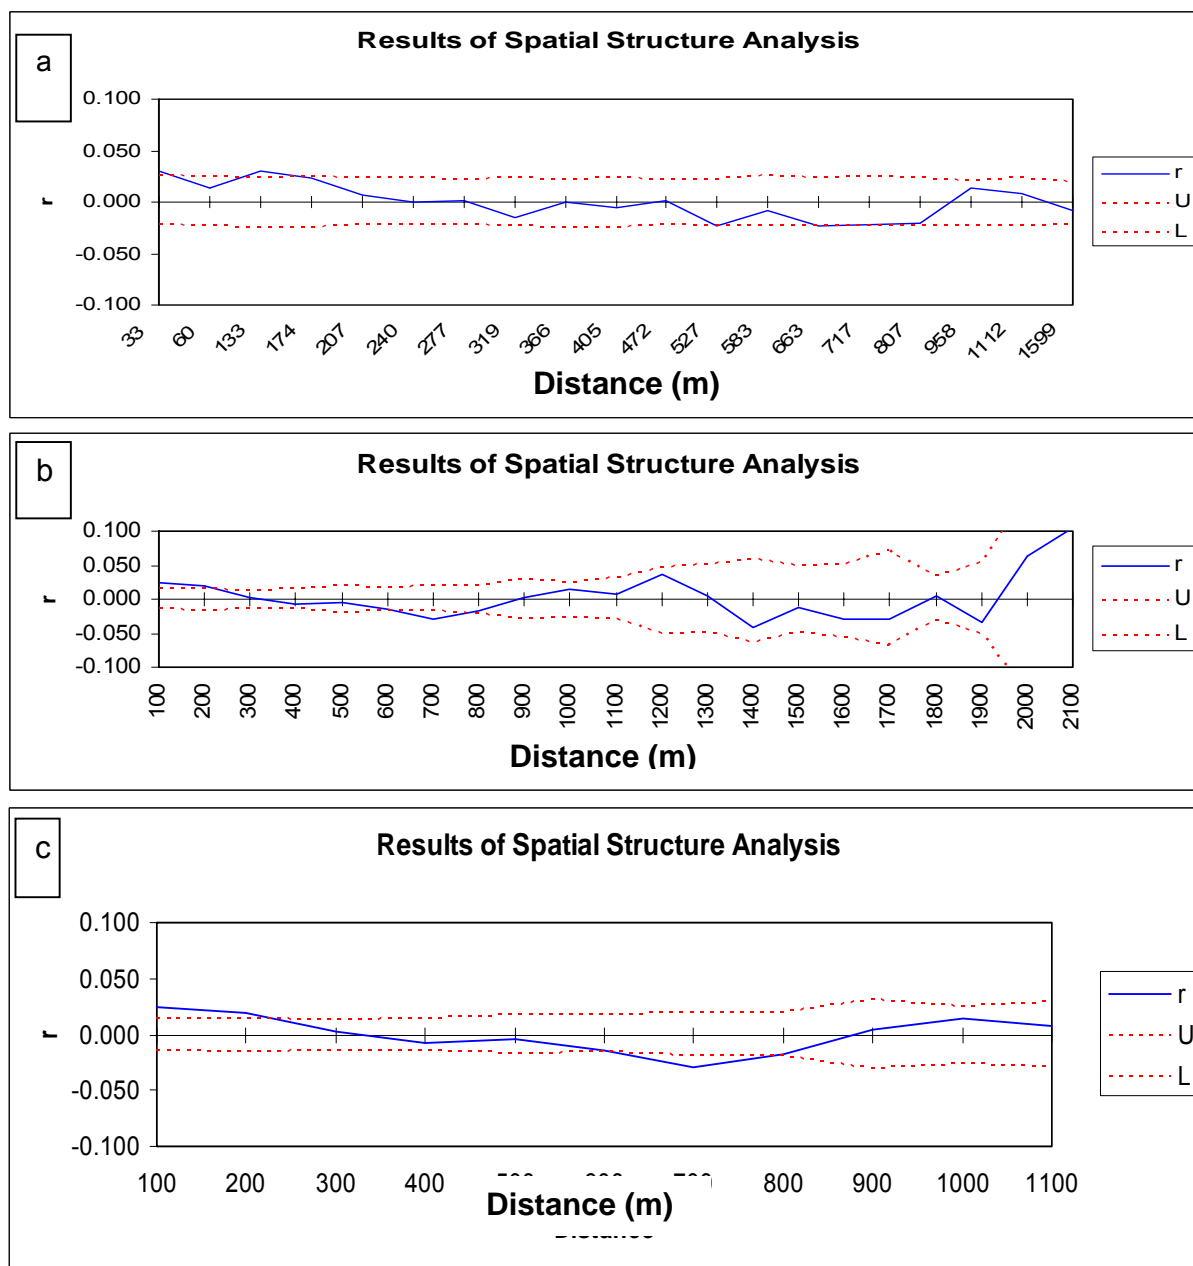 a
Results of Spatial Structure Analysis
0.100
0.050
0.000
-0.050
-0.100
r
33 60 133 174 207 240 277 319 366 405 472 527 583 663 717 807 958 1112 1599
Distance (m)
r
U
L
b
Results of Spatial Structure Analysis
0.100
0.050
0.000
-0.050
-0.100
r
100 200 300 400 500 600 700 800 900 1000 1100 1200 1300 1400 1500 1600 1700 1800 1900 2000 2100
Distance (m)
r
U
L
c
Results of Spatial Structure Analysis
0.100
0.050
0.000
-0.050
-0.100
r
100 200 300 400 800 900 1000 1100
Distance (m)
r
U
L